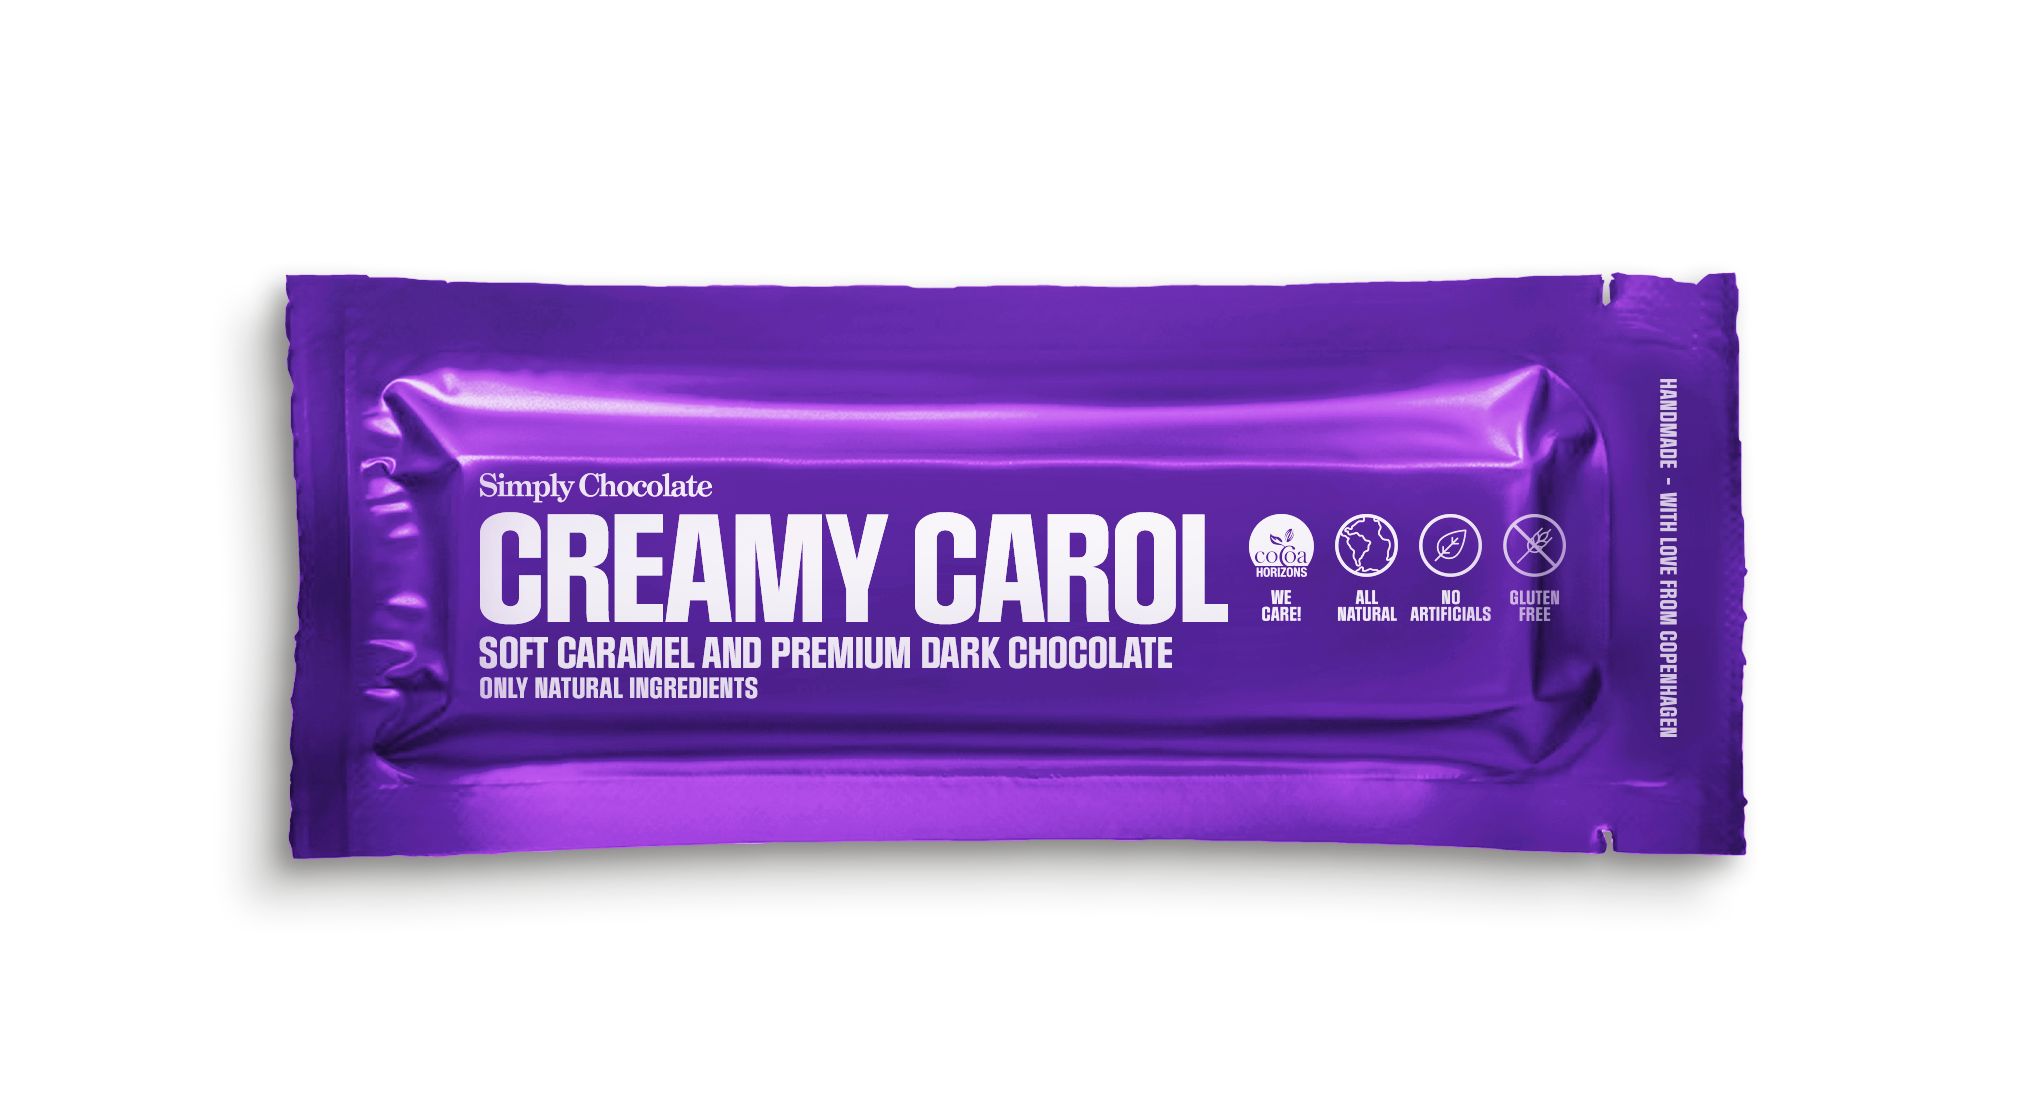 Simply Chocolate
CREAMY CAROL
SOFT CARAMEL AND PREMIUM DARK CHOCOLATE
ONLY NATURAL INGREDIENTS
cocoa
HORIZONS
WE
CARE!
ALL
NATURAL
NO
ARTIFICIALS
GLUTEN
FREE
HANDMADE - WITH LOVE FROM COPENHAGEN